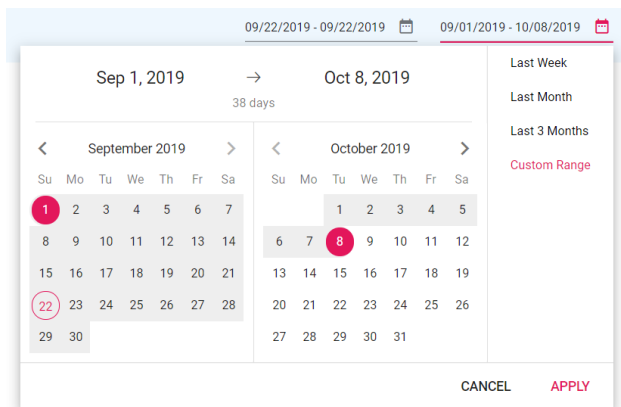 09/22/2019 - 09/22/2019 09/01/2019 - 10/08/2019
Sep 1, 2019 → Oct 8, 2019
38 days
Last Week
Last Month
Last 3 Months
Custom Range
September 2019
Su Mo Tu We Th Fr Sa
1 2 3 4 5 6 7
8 9 10 11 12 13 14
15 16 17 18 19 20 21
22 23 24 25 26 27 28
29 30
October 2019
Su Mo Tu We Th Fr Sa
1 2 3 4 5
6 7 8 9 10 11 12
13 14 15 16 17 18 19
20 21 22 23 24 25 26
27 28 29 30 31
CANCEL APPLY